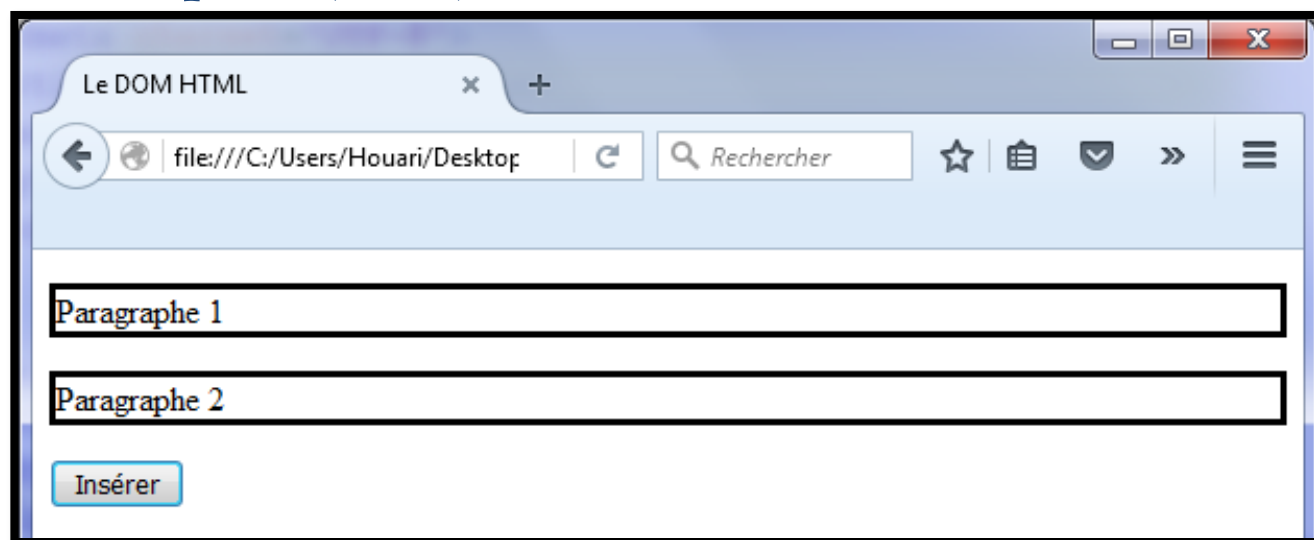 Le DOM HTML
file:///C:/Users/Houari/Desktop
Rechercher
Paragraphe 1
Paragraphe 2
Insérer